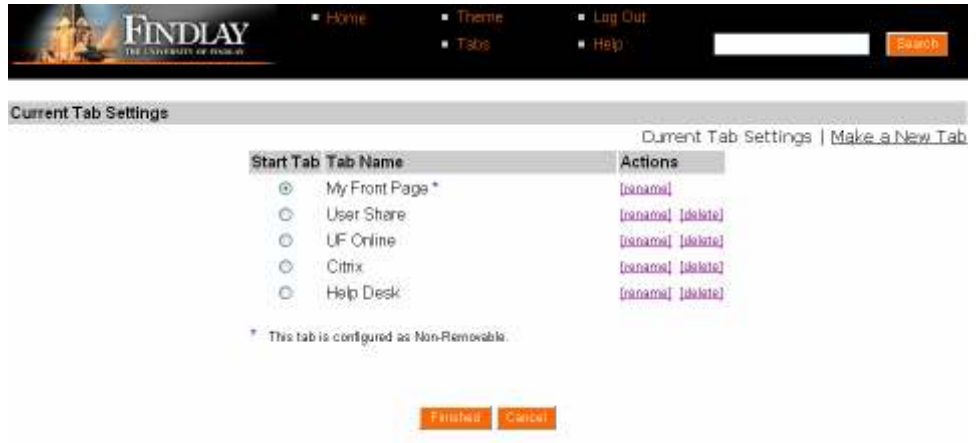 FINDLAY
THE UNIVERSITY OF FINDLAY
Home Theme Log Out
Tabs Help Search
Current Tab Settings
Current Tab Settings | Make a New Tab
Start Tab Tab Name Actions
My Front Page * [rename]
User Share [rename] [delete]
UF Online [rename] [delete]
Citrix [rename] [delete]
Help Desk [rename] [delete]
* This tab is configured as Non-Removable.
Finished Cancel